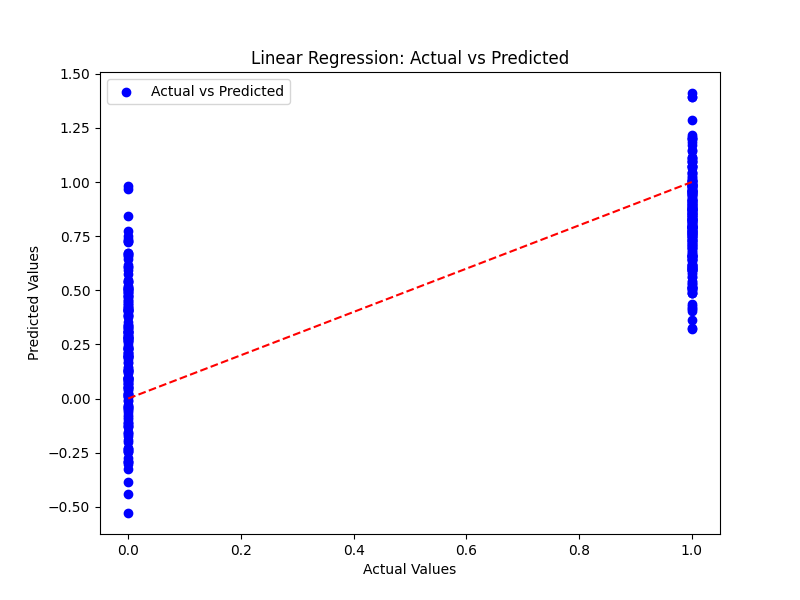 Linear Regression: Actual vs Predicted
Actual vs Predicted
1.50
1.25
1.00
0.75
0.50
0.25
0.00
−0.25
−0.50
Predicted Values
0.0 0.2 0.4 0.6 0.8 1.0
Actual Values